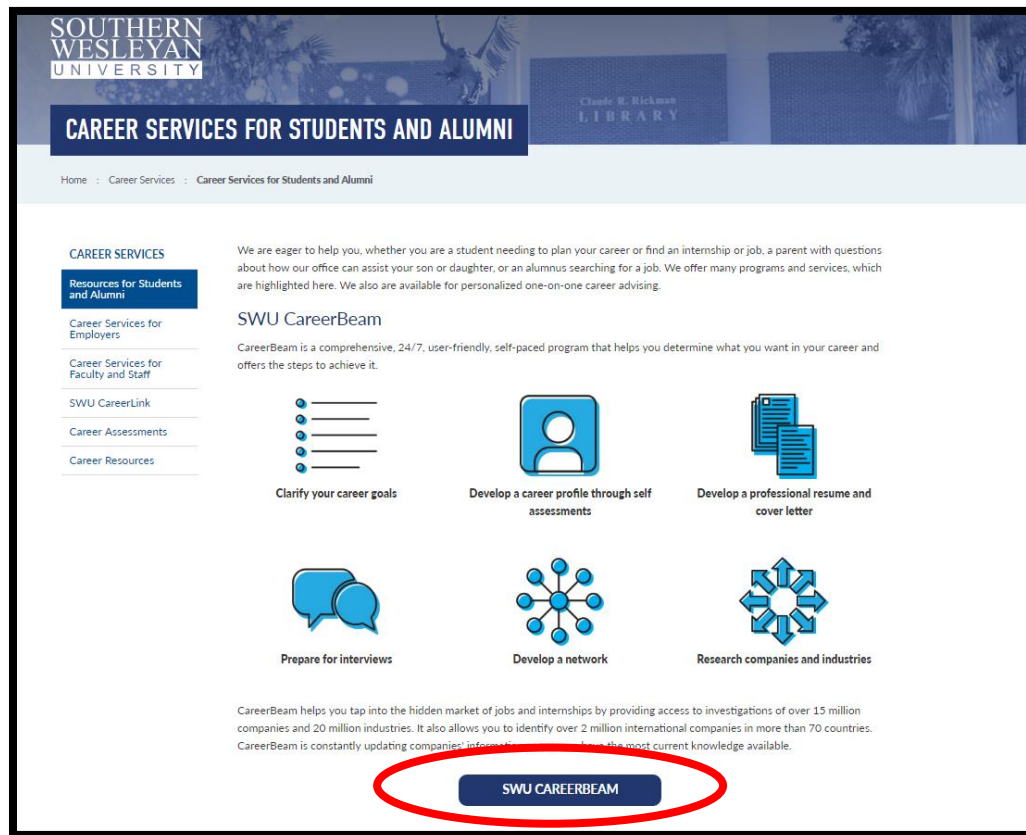 SOUTHERN
WESLEYAN
UNIVERSITY
Claude R. Rickman
LIBRARY
CAREER SERVICES FOR STUDENTS AND ALUMNI
Home : Career Services : Career Services for Students and Alumni
CAREER SERVICES
Resources for Students
and Alumni
Career Services for
Employers
Career Services for
Faculty and Staff
SWU CareerLink
Career Assessments
Career Resources
We are eager to help you, whether you are a student needing to plan your career or find an internship or job, a parent with questions
about how our office can assist your son or daughter, or an alumnus searching for a job. We offer many programs and services, which
are highlighted here. We also are available for personalized one-on-one career advising.
SWU CareerBeam
CareerBeam is a comprehensive, 24/7, user-friendly, self-paced program that helps you determine what you want in your career and
offers the steps to achieve it.
Clarify your career goals
Develop a career profile through self
assessments
Develop a professional resume and
cover letter
Prepare for interviews
Develop a network
Research companies and industries
CareerBeam helps you tap into the hidden market of jobs and internships by providing access to investigations of over 15 million
companies and 20 million industries. It also allows you to identify over 2 million international companies in more than 70 countries.
CareerBeam is constantly updating companies' information have the most current knowledge available.
SWU CAREERBEAM